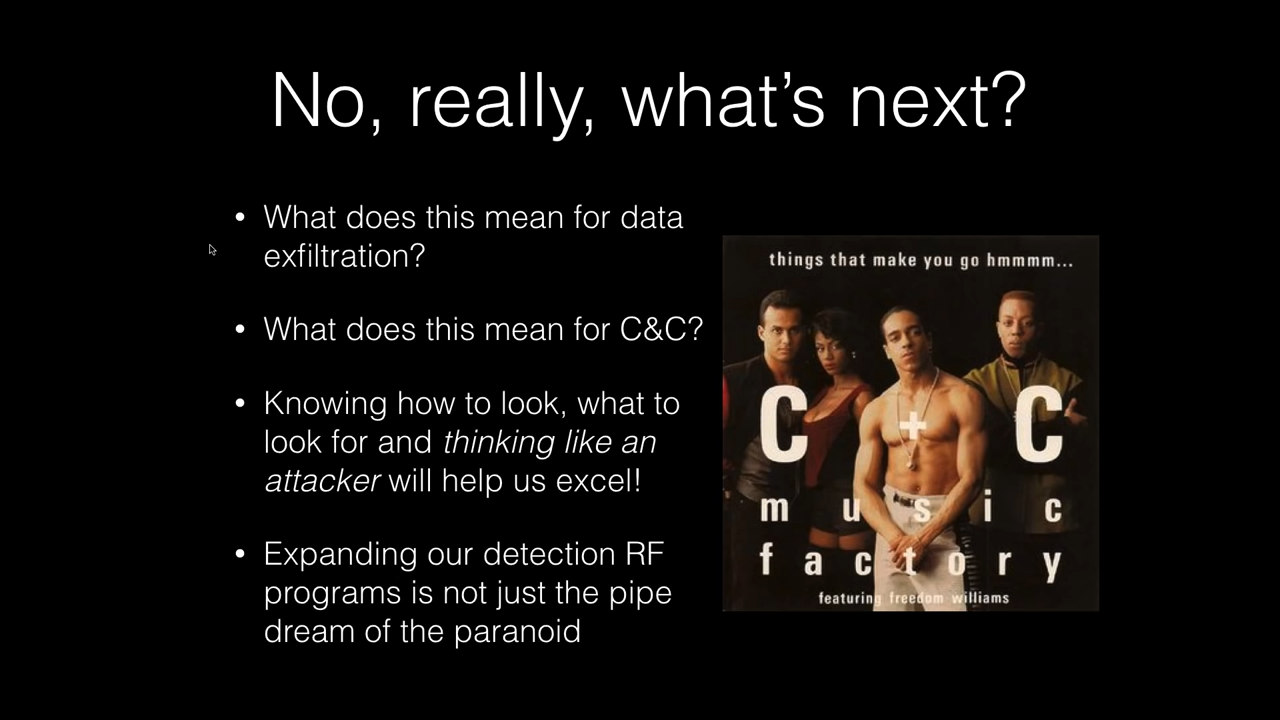 No, really, what's next?
• What does this mean for data
exfiltration?
• What does this mean for C&C?
• Knowing how to look, what to
look for and thinking like an
attacker will help us excel!
• Expanding our detection RF
programs is not just the pipe
dream of the paranoid
things that make you go hmmmm...
C + C
music
factory
featuring freedom williams